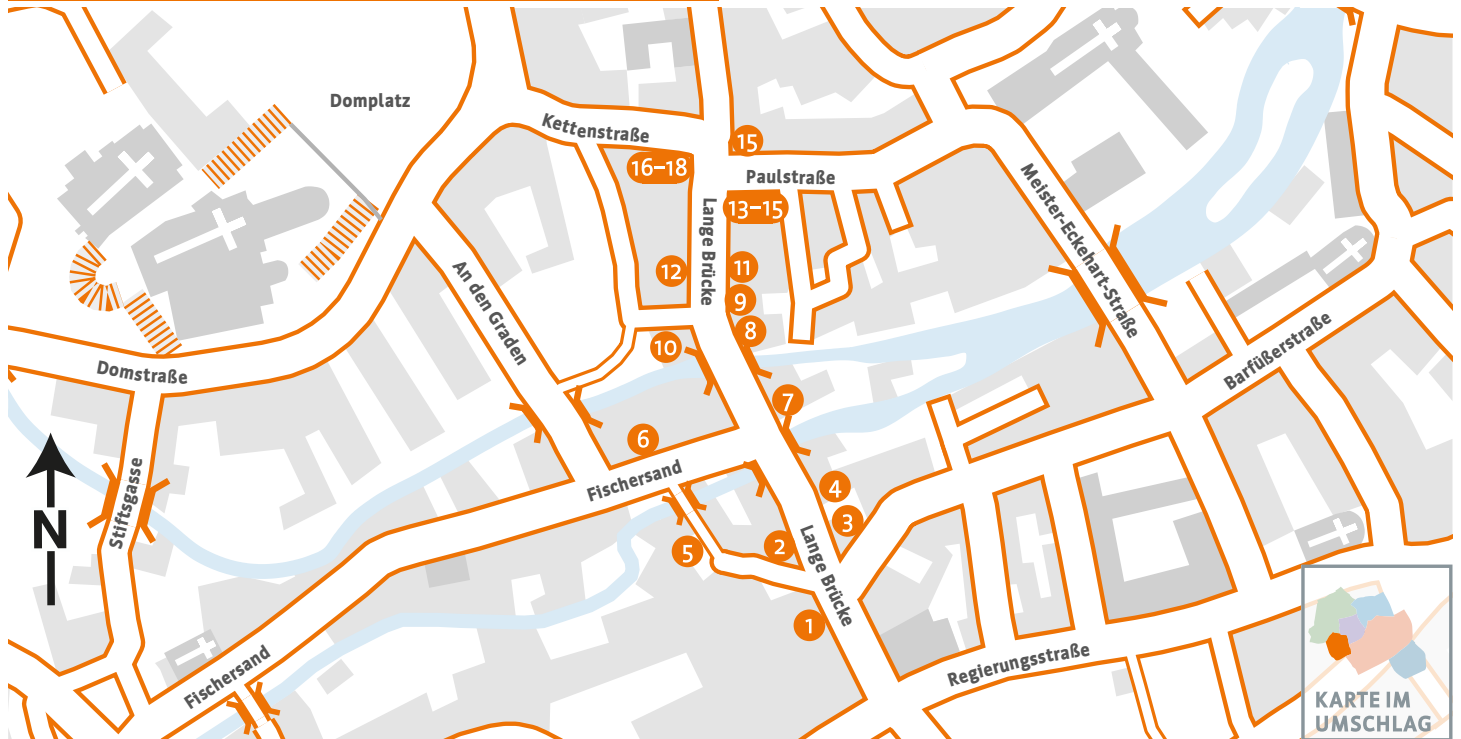 Domplatz
Kettenstraße
15
16–18
Paulstraße
13–15
Lange Brücke
Meister-Eckehart-Straße
12
11
9
8
10
An den Graden
Domstraße
Barfüßerstraße
7
6
Fischersand
Stiftsgasse
N
4
3
5
2
Lange Brücke
1
Fischersand
Regierungsstraße
KARTE IM
UMSCHLAG